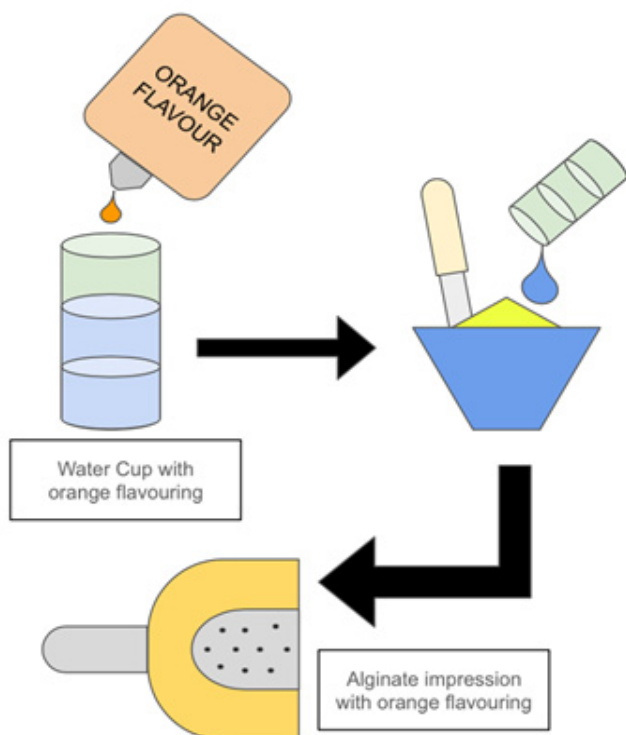 ORANGE
FLAVOUR
Water Cup with
orange flavouring
Alginate impression
with orange flavouring